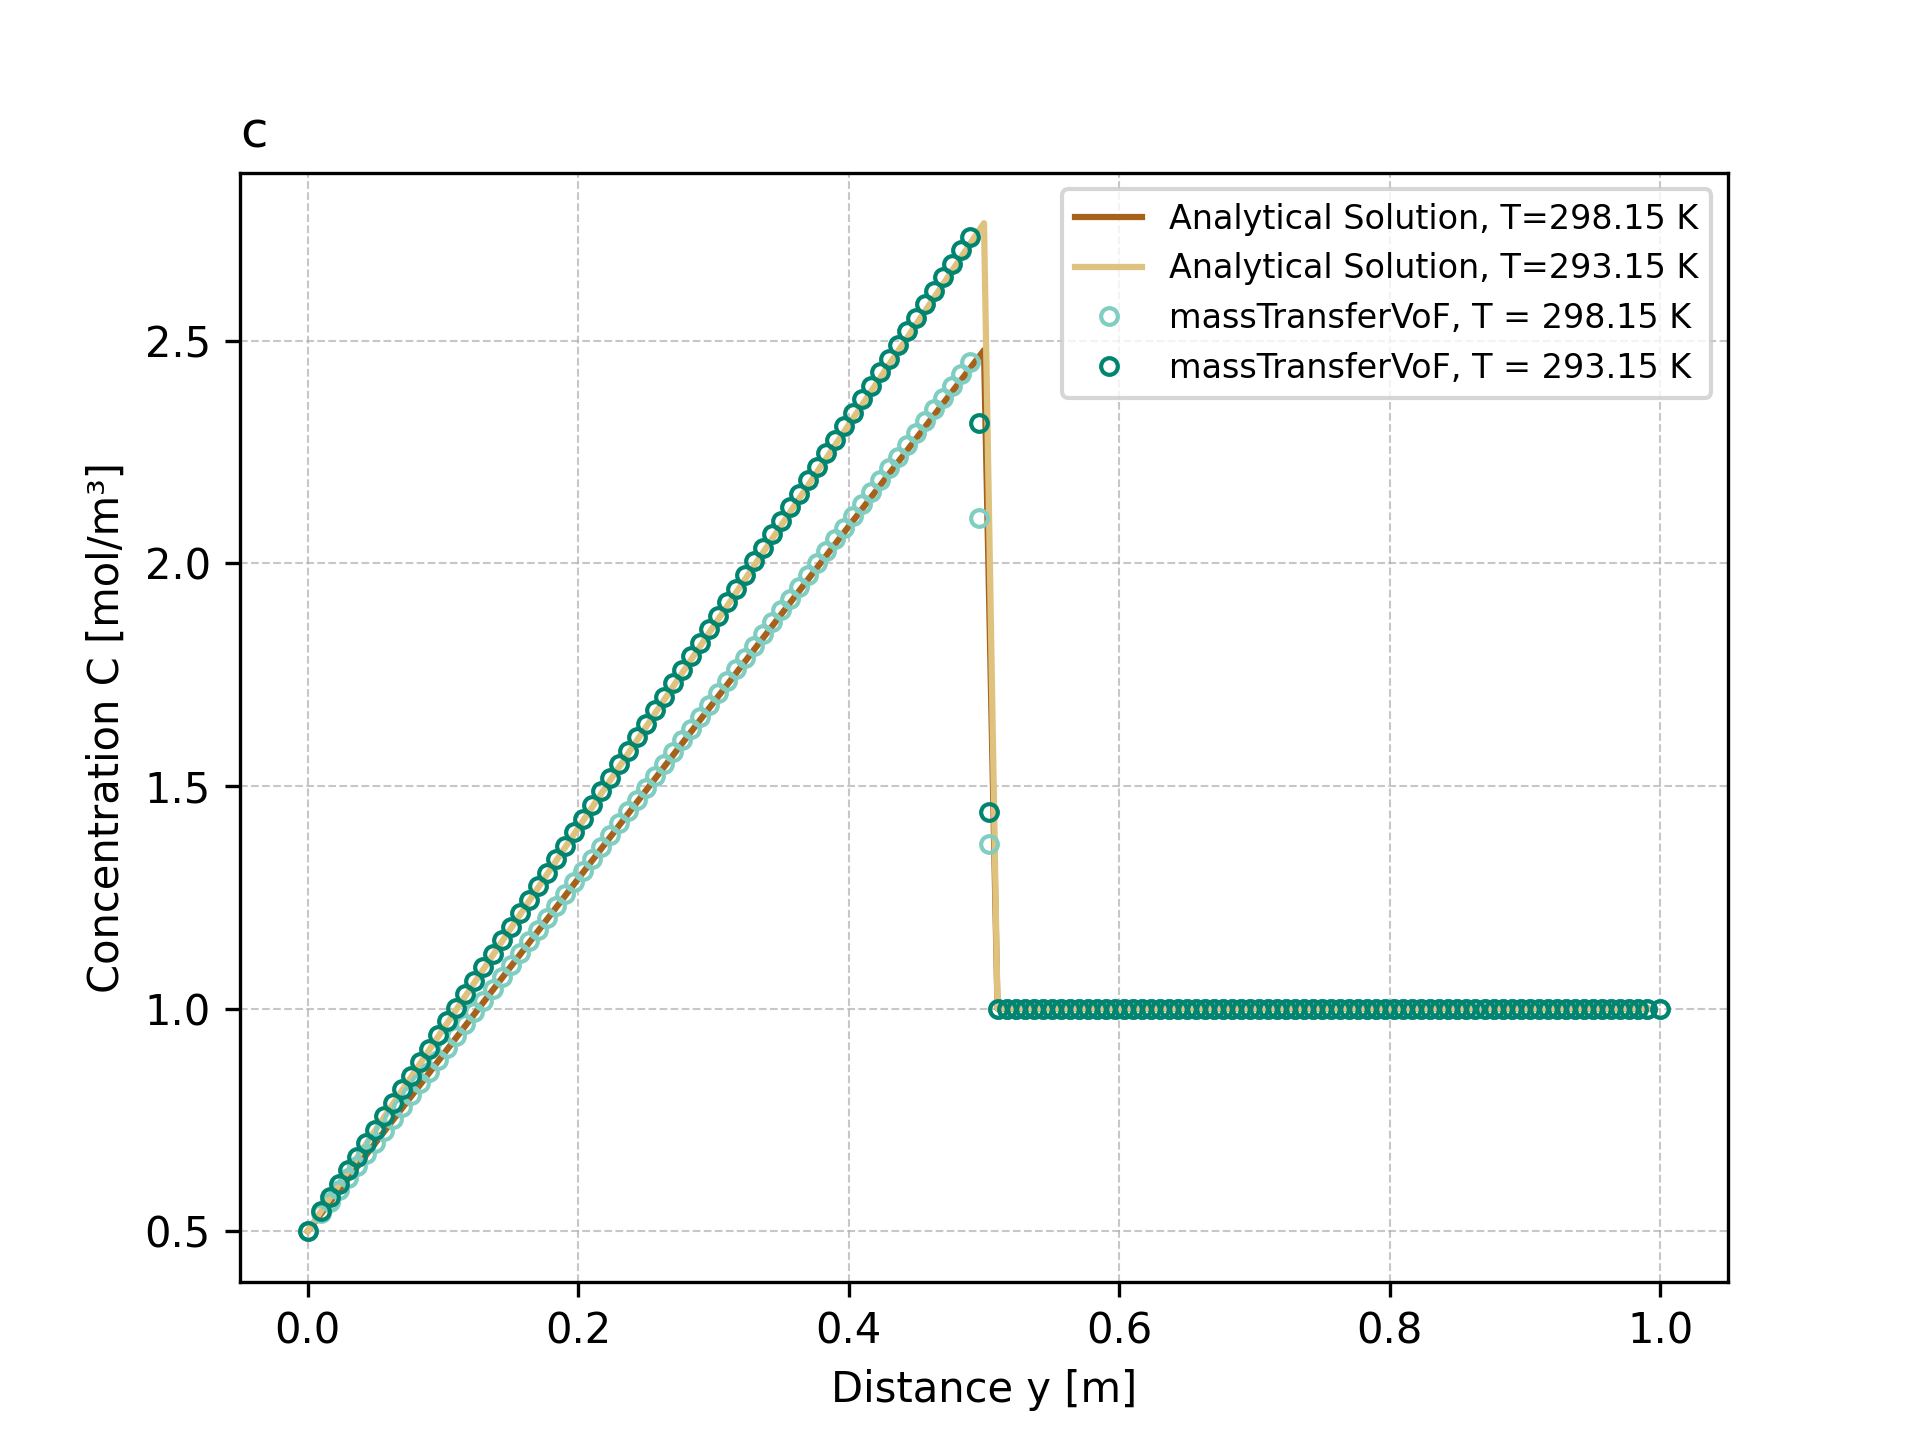 c
Analytical Solution, T=298.15 K
Analytical Solution, T=293.15 K
massTransferVoF, T = 298.15 K
massTransferVoF, T = 293.15 K
Concentration C [mol/m³]
2.5
2.0
1.5
1.0
0.5
0.0 0.2 0.4 0.6 0.8 1.0
Distance y [m]